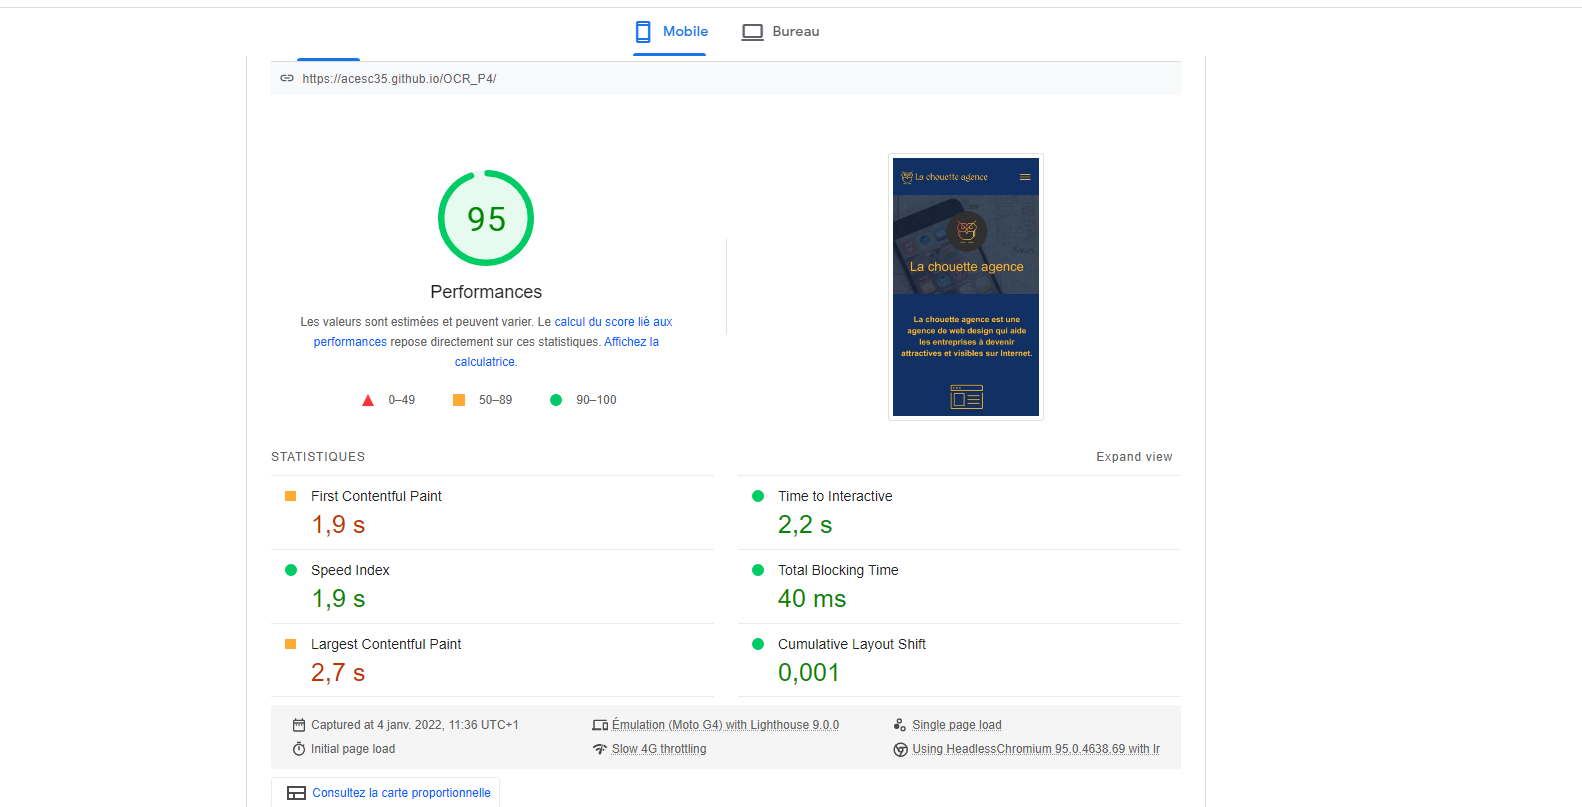 Mobile
Bureau
https://acesc35.github.io/OCR_P4/
95
Performances
Les valeurs sont estimées et peuvent varier. Le calcul du score lié aux
performances repose directement sur ces statistiques. Affichez la
calculatrice.
0–49
50–89
90–100
La chouette agence
La chouette agence
La chouette agence est une
agence de web design qui aide
les entreprises à devenir
attractives et visibles sur Internet.
STATISTIQUES
Expand view
First Contentful Paint
1,9 s
Time to Interactive
2,2 s
Speed Index
1,9 s
Total Blocking Time
40 ms
Largest Contentful Paint
2,7 s
Cumulative Layout Shift
0,001
Captured at 4 janv. 2022, 11:36 UTC+1
Émulation (Moto G4) with Lighthouse 9.0.0
Single page load
Initial page load
Slow 4G throttling
Using HeadlessChromium 95.0.4638.69 with lr
Consultez la carte proportionnelle